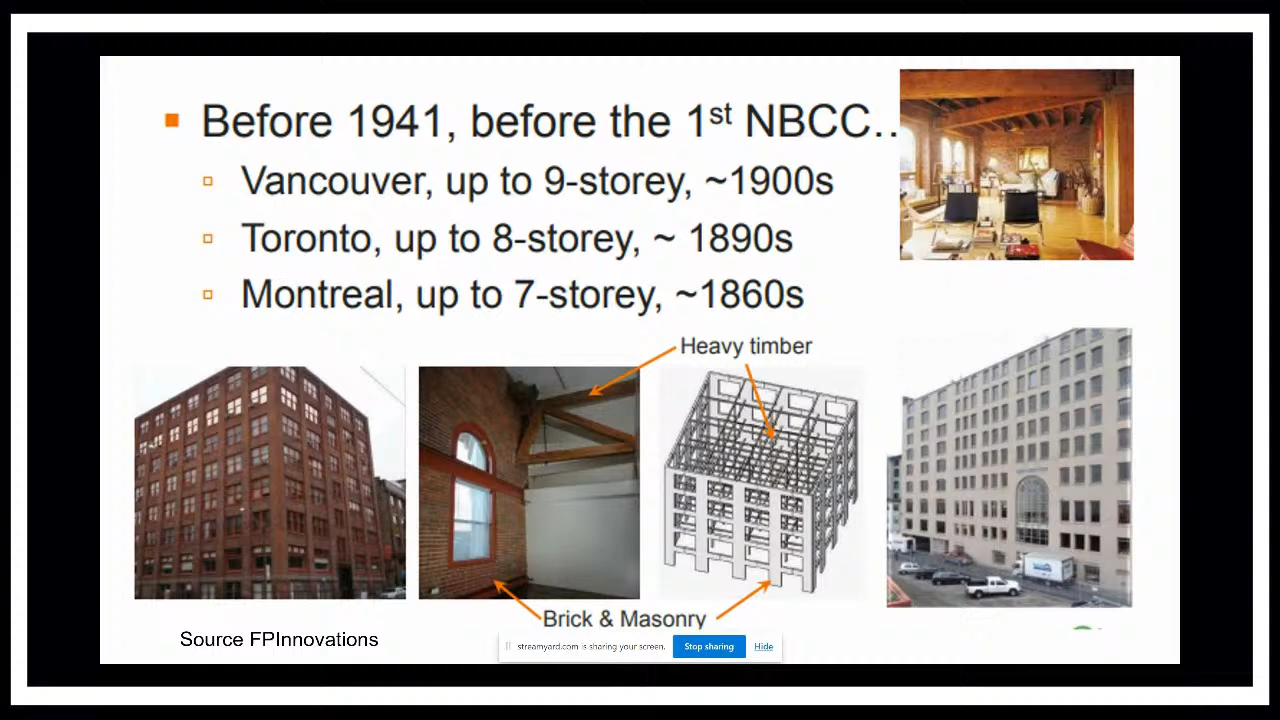 Before 1941, before the 1st NBCC..
Vancouver, up to 9-storey, ~1900s
Toronto, up to 8-storey, ~ 1890s
Montreal, up to 7-storey, ~1860s
Heavy timber
Brick & Masonry
Source FPInnovations
streamyard.com is sharing your screen.
Stop sharing
Hide